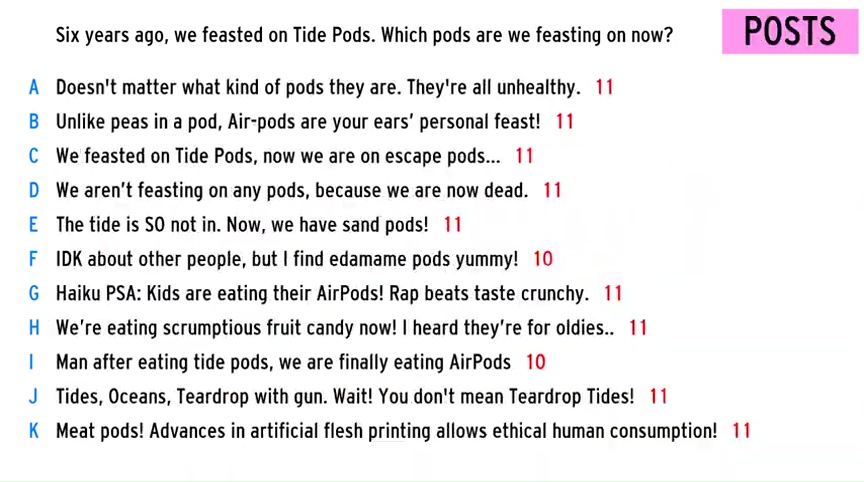 Six years ago, we feasted on Tide Pods. Which pods are we feasting on now?
POSTS
A Doesn't matter what kind of pods they are. They're all unhealthy. 11
B Unlike peas in a pod, Air-pods are your ears’ personal feast! 11
C We feasted on Tide Pods, now we are on escape pods... 11
D We aren’t feasting on any pods, because we are now dead. 11
E The tide is SO not in. Now, we have sand pods! 11
F IDK about other people, but I find edamame pods yummy! 10
G Haiku PSA: Kids are eating their AirPods! Rap beats taste crunchy. 11
H We’re eating scrumptious fruit candy now! I heard they’re for oldies.. 11
I Man after eating tide pods, we are finally eating AirPods 10
J Tides, Oceans, Teardrop with gun. Wait! You don't mean Teardrop Tides! 11
K Meat pods! Advances in artificial flesh printing allows ethical human consumption! 11